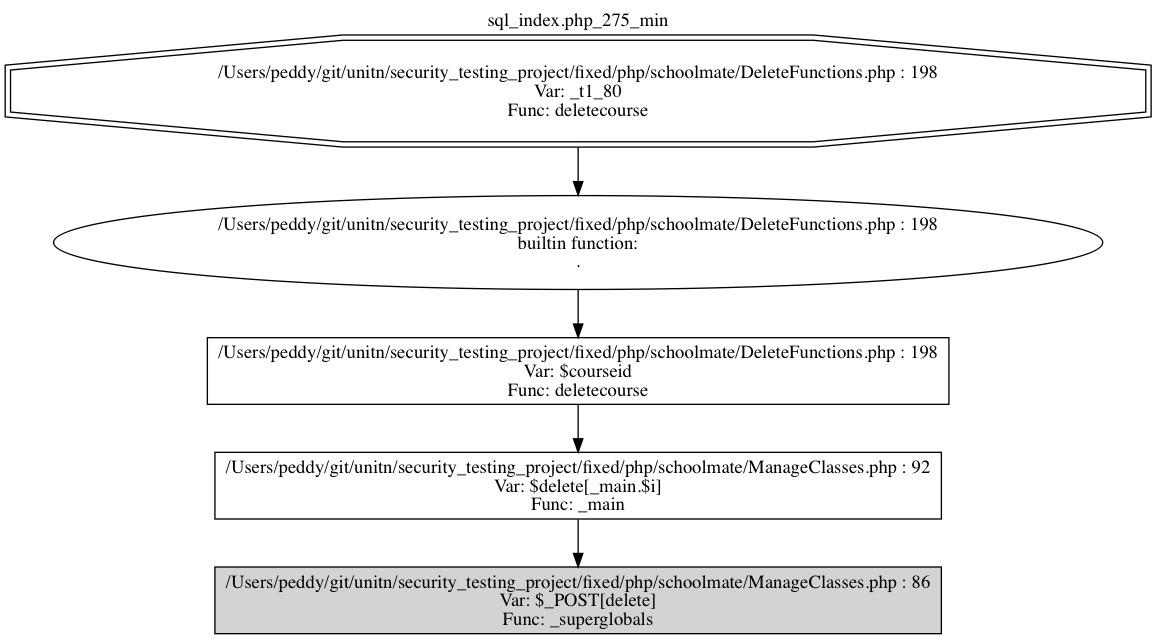 sql_index.php_275_min
/Users/peddy/git/unitn/security_testing_project/fixed/php/schoolmate/DeleteFunctions.php : 198
Var: _t1_80
Func: deletecourse
/Users/peddy/git/unitn/security_testing_project/fixed/php/schoolmate/DeleteFunctions.php : 198
builtin function:
.
/Users/peddy/git/unitn/security_testing_project/fixed/php/schoolmate/DeleteFunctions.php : 198
Var: $courseid
Func: deletecourse
/Users/peddy/git/unitn/security_testing_project/fixed/php/schoolmate/ManageClasses.php : 92
Var: $delete[_main.$i]
Func: _main
/Users/peddy/git/unitn/security_testing_project/fixed/php/schoolmate/ManageClasses.php : 86
Var: $_POST[delete]
Func: _superglobals